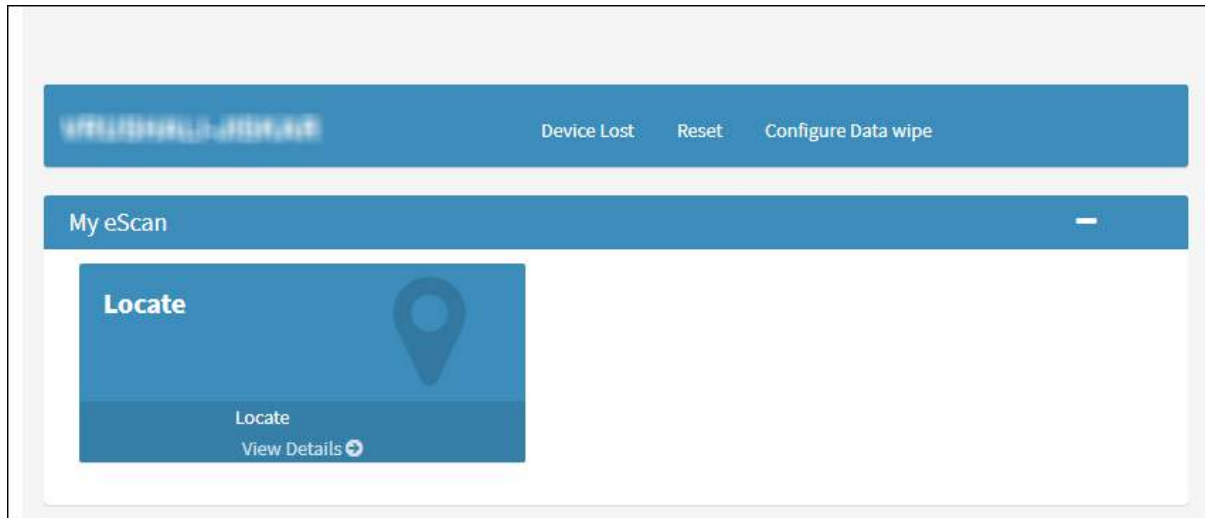 Device Lost Reset Configure Data wipe
My eScan
Locate
Locate
View Details